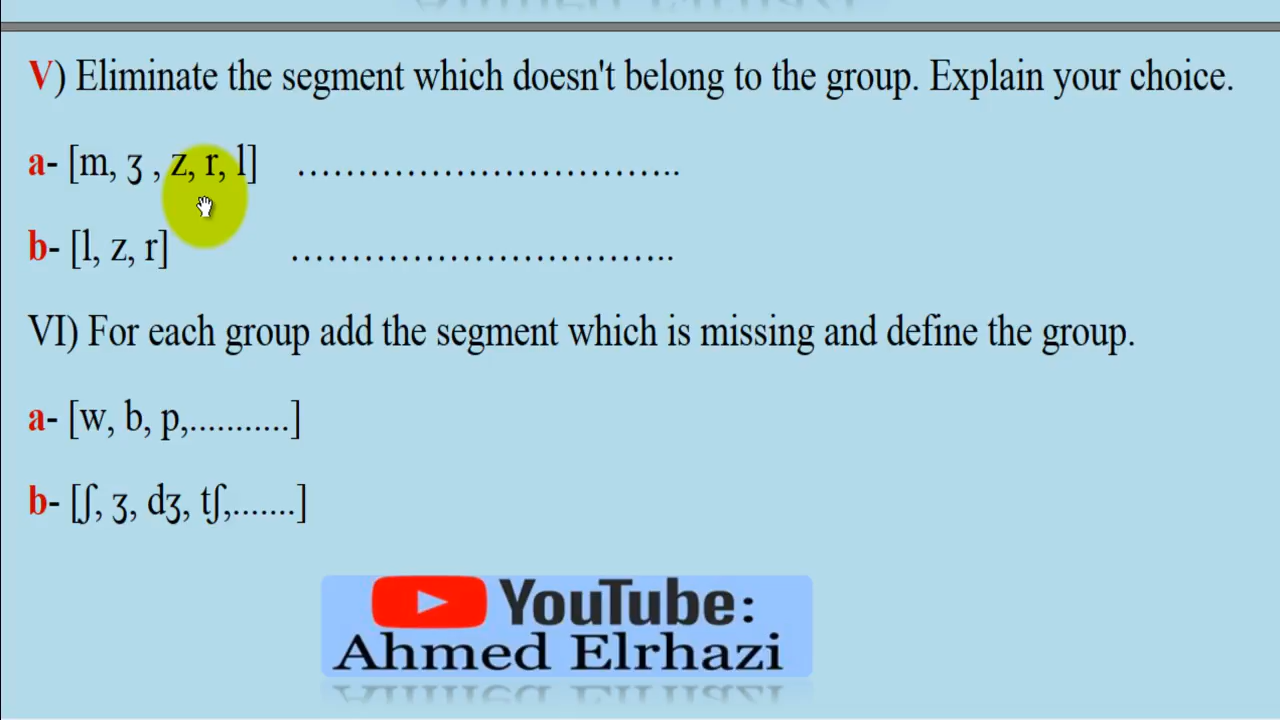 V) Eliminate the segment which doesn't belong to the group. Explain your choice.
a- [m, ʒ , z, r, l] ……………………………..
b- [l, z, r] ……………………………..
VI) For each group add the segment which is missing and define the group.
a- [w, b, p,...........]
b- [ʃ, ʒ, dʒ, tʃ,.......]
YouTube:
Ahmed Elrhazi